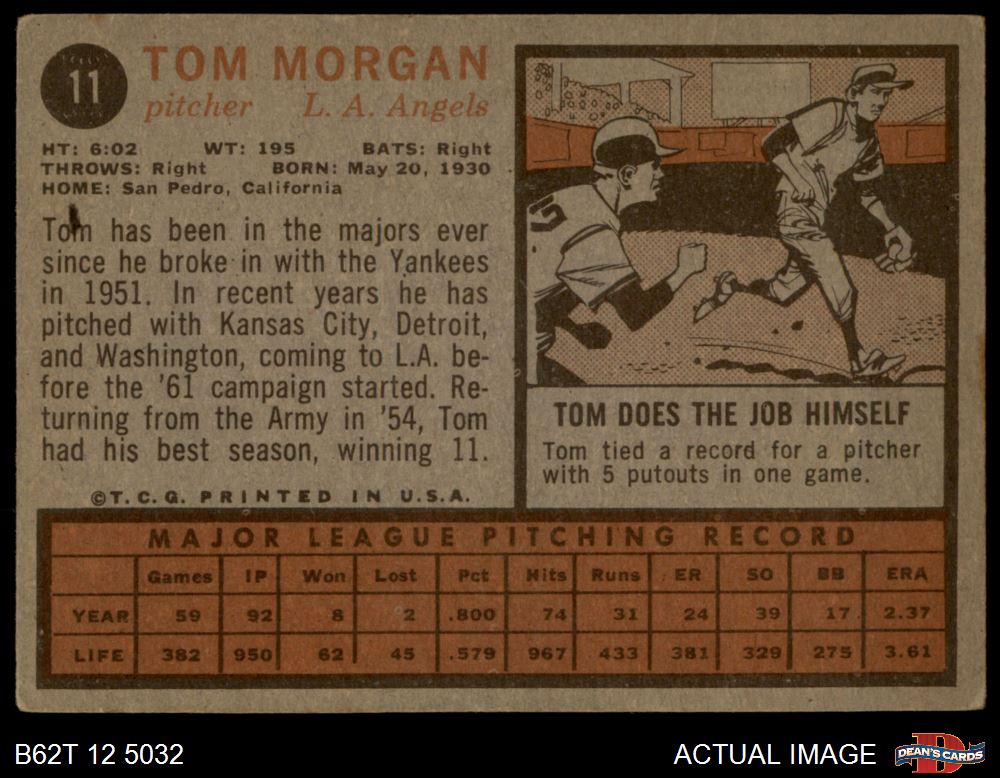 11
TOM MORGAN
pitcher L. A. Angels
HT: 6:02 WT: 195 BATS: Right
THROWS: Right BORN: May 20, 1930
HOME: San Pedro, California
Tom has been in the majors ever
since he broke in with the Yankees
in 1951. In recent years he has
pitched with Kansas City, Detroit,
and Washington, coming to L.A. be-
fore the '61 campaign started. Re-
turning from the Army in '54, Tom
had his best season, winning 11.
©T. C. G. PRINTED IN U.S.A.
5
TOM DOES THE JOB HIMSELF
Tom tied a record for a pitcher
with 5 putouts in one game.
MAJOR LEAGUE PITCHING RECORD
Games IP Won Lost Pct Hits Runs ER SO BB ERA
YEAR 59 92 8 2 .800 74 31 24 39 17 2.37
LIFE 382 950 62 45 .579 967 433 381 329 275 3.61
B62T 12 5032
ACTUAL IMAGE
D
DEAN'S CARDS